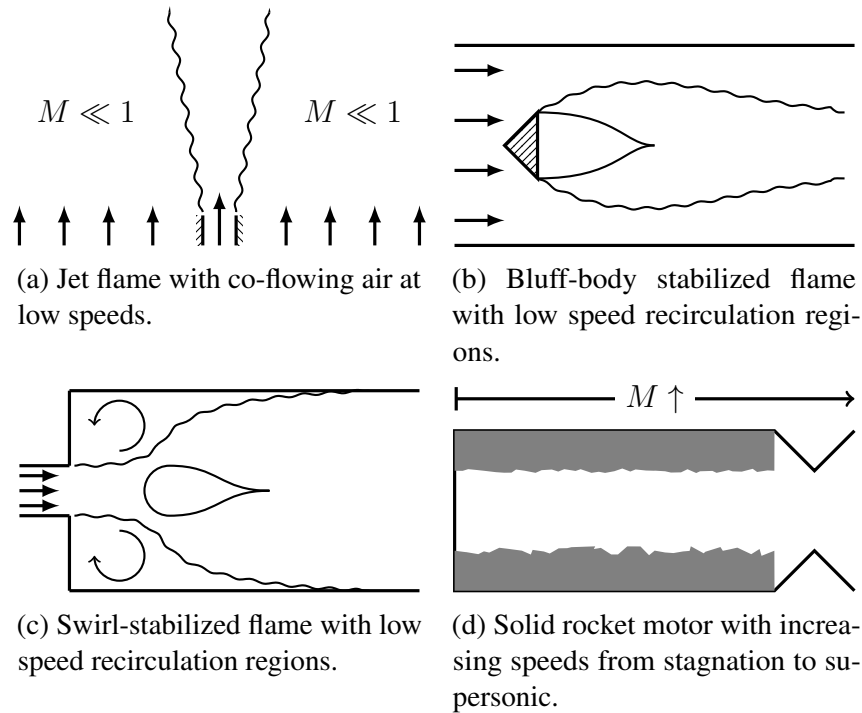 M ≪ 1
M ≪ 1
(a) Jet flame with co-flowing air at
low speeds.
(b) Bluff-body stabilized flame
with low speed recirculation regi-
ons.
(c) Swirl-stabilized flame with low
speed recirculation regions.
M ↑
(d) Solid rocket motor with increa-
sing speeds from stagnation to su-
personic.